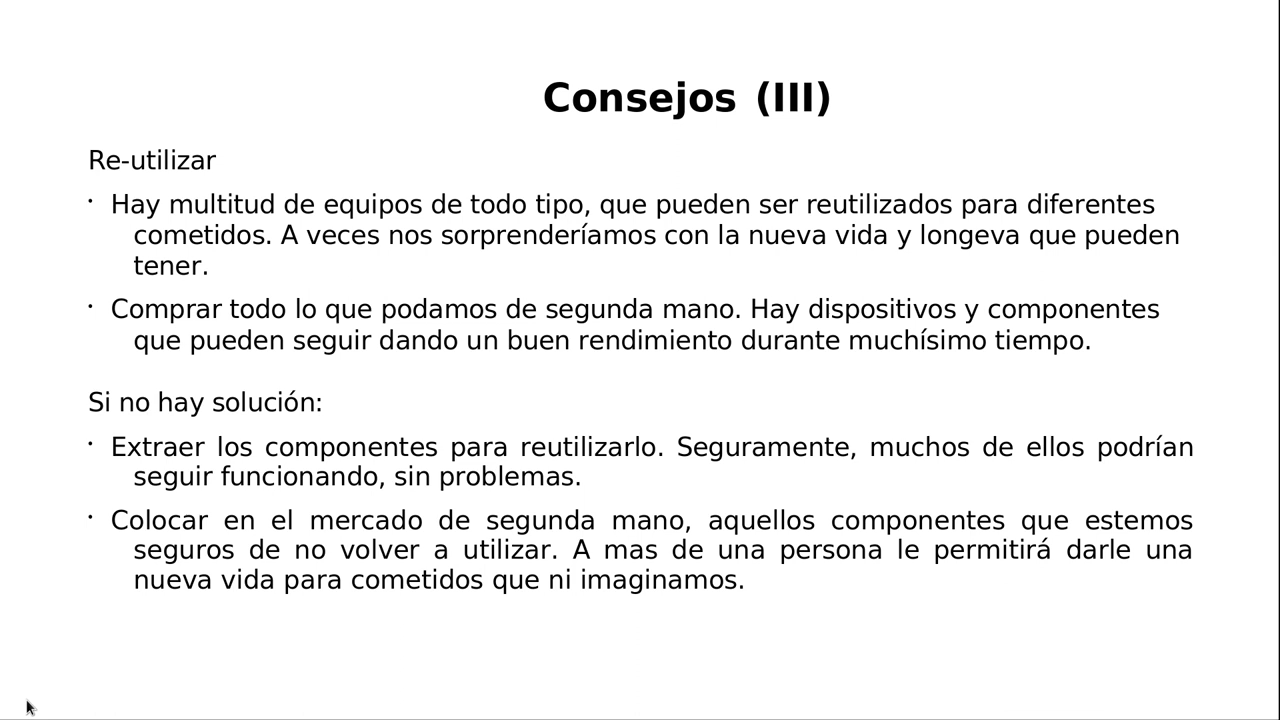 Consejos (III)
Re-utilizar
· Hay multitud de equipos de todo tipo, que pueden ser reutilizados para diferentes
cometidos. A veces nos sorprenderíamos con la nueva vida y longeva que pueden
tener.
· Comprar todo lo que podamos de segunda mano. Hay dispositivos y componentes
que pueden seguir dando un buen rendimiento durante muchísimo tiempo.
Si no hay solución:
· Extraer los componentes para reutilizarlo. Seguramente, muchos de ellos podrían
seguir funcionando, sin problemas.
· Colocar en el mercado de segunda mano, aquellos componentes que estemos
seguros de no volver a utilizar. A mas de una persona le permitirá darle una
nueva vida para cometidos que ni imaginamos.